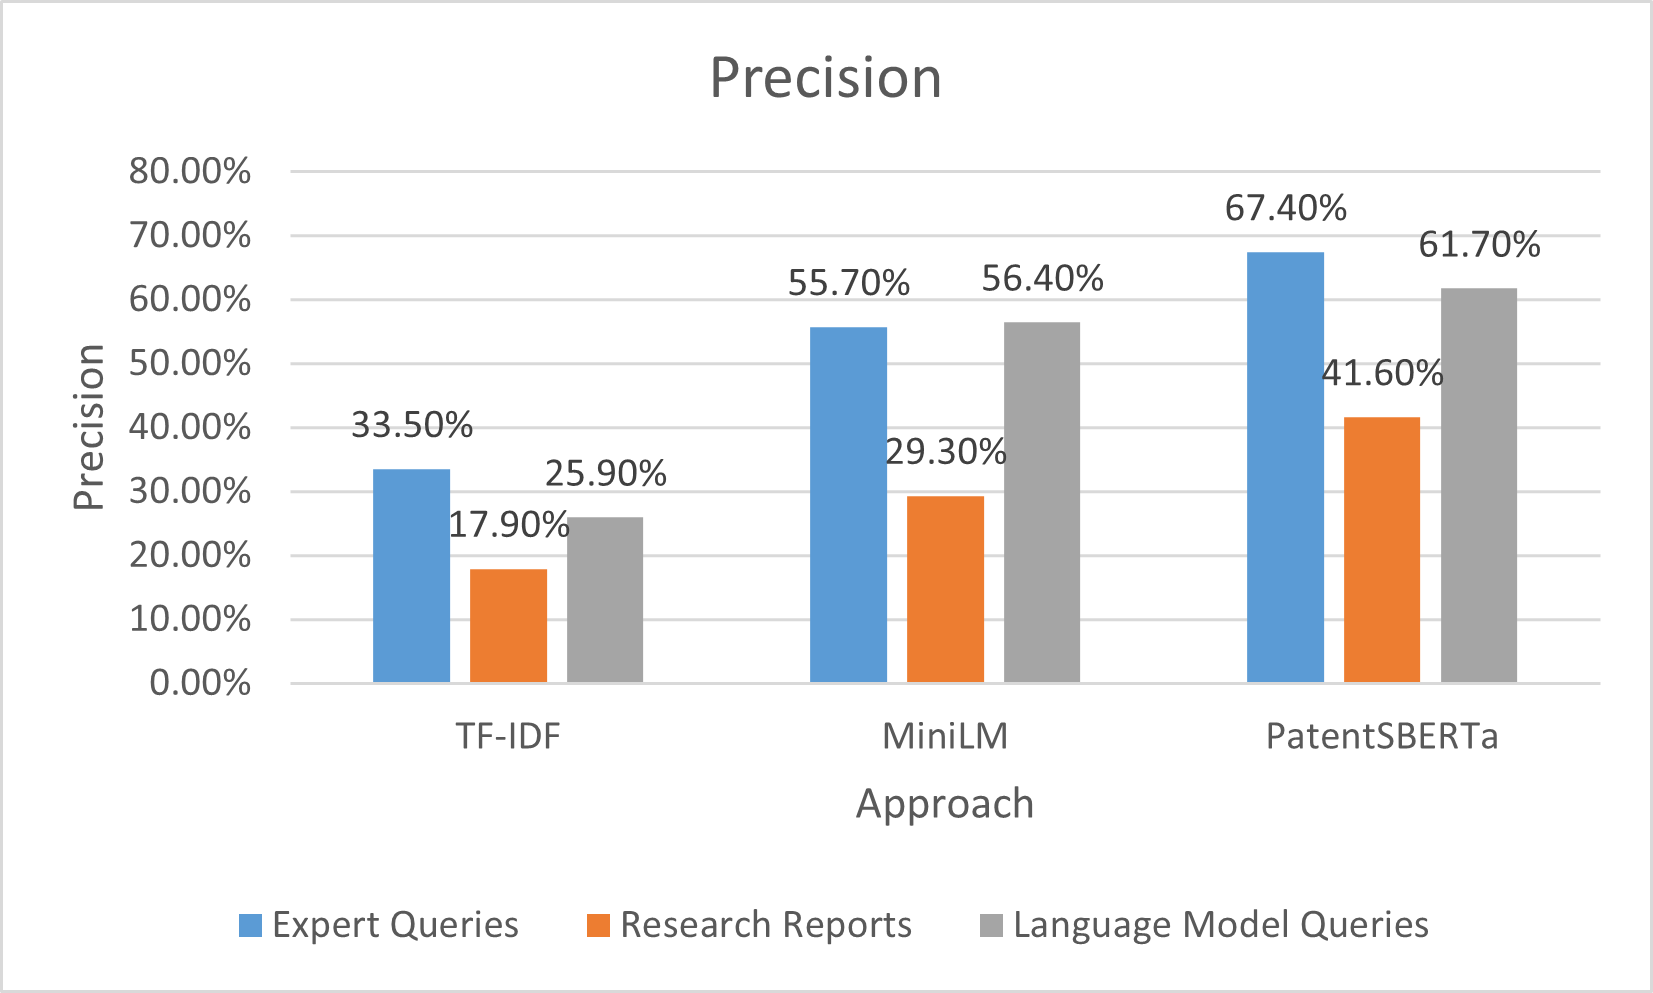 Precision
80.00%
70.00%
60.00%
50.00%
40.00%
30.00%
20.00%
10.00%
0.00%
Precision
33.50%
17.90%
25.90%
55.70%
29.30%
56.40%
67.40%
41.60%
61.70%
TF-IDF
MiniLM
PatentSBERTa
Approach
Expert Queries
Research Reports
Language Model Queries